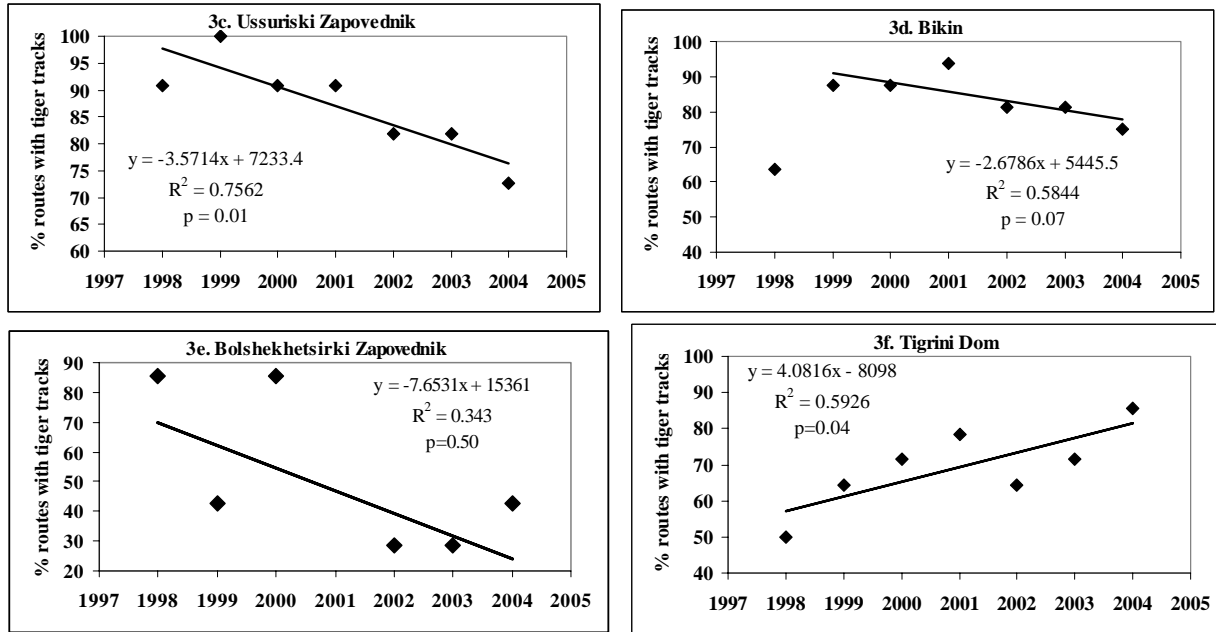 3c. Ussuriski Zapovednik
% routes with tiger tracks
100
95
90
85
80
75
70
65
60
y = -3.5714x + 7233.4
R² = 0.7562
p = 0.01
1997 1998 1999 2000 2001 2002 2003 2004 2005
3d. Bikin
% routes with tiger tracks
100
90
80
70
60
50
40
y = -2.6786x + 5445.5
R² = 0.5844
p = 0.07
1997 1998 1999 2000 2001 2002 2003 2004 2005
3e. Bolshekhetsirki Zapovednik
% routes with tiger tracks
90
80
70
60
50
40
30
20
y = -7.6531x + 15361
R² = 0.343
p=0.50
1997 1998 1999 2000 2001 2002 2003 2004 2005
3f. Tigrini Dom
% routes with tiger tracks
100
90
80
70
60
50
40
y = 4.0816x - 8098
R² = 0.5926
p=0.04
1997 1998 1999 2000 2001 2002 2003 2004 2005